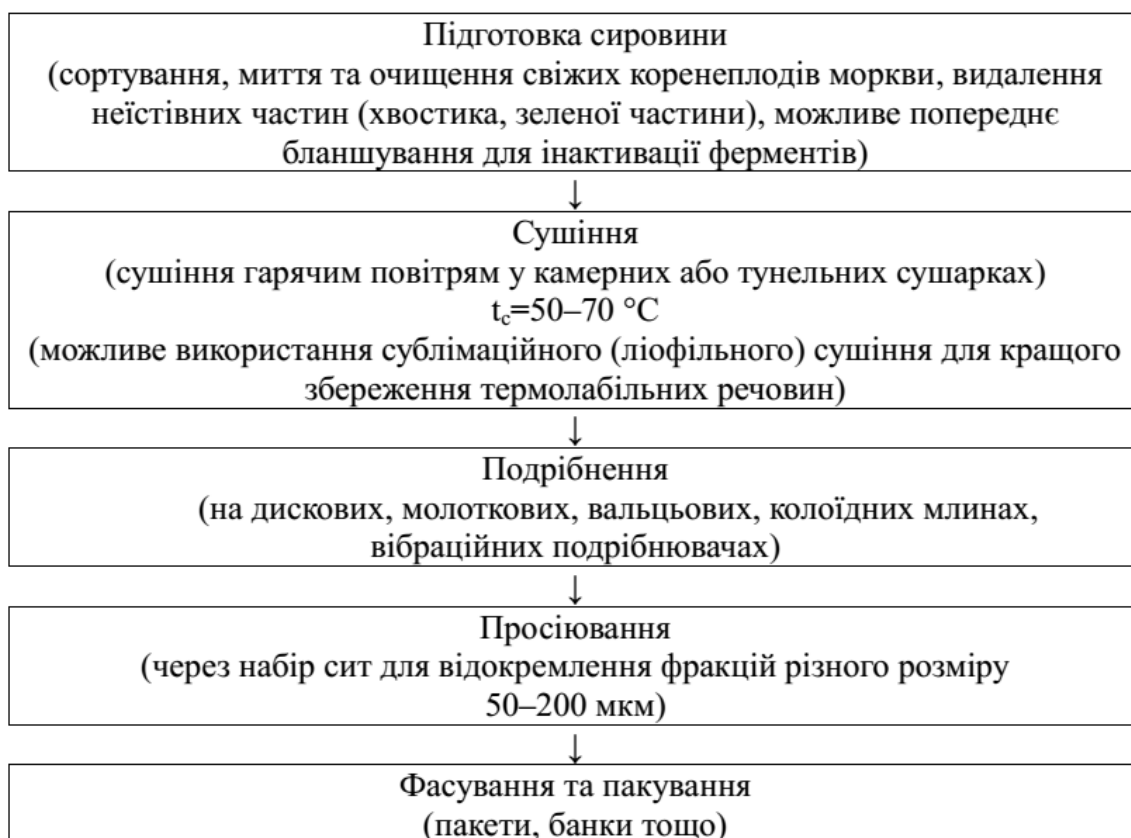 Підготовка сировини
(сортування, миття та очищення свіжих коренеплодів моркви, видалення
неїстівних частин (хвостика, зеленої частини), можливе попереднє
бланшування для інактивації ферментів)
↓
Сушіння
(сушіння гарячим повітрям у камерних або тунельних сушарках)
tc=50–70 °C
(можливе використання сублімаційного (ліофільного) сушіння для кращого
збереження термолабільних речовин)
↓
Подрібнення
(на дискових, молоткових, вальцьових, колоїдних млинах,
вібраційних подрібнювачах)
↓
Просіювання
(через набір сит для відокремлення фракцій різного розміру
50–200 мкм)
↓
Фасування та пакування
(пакети, банки тощо)